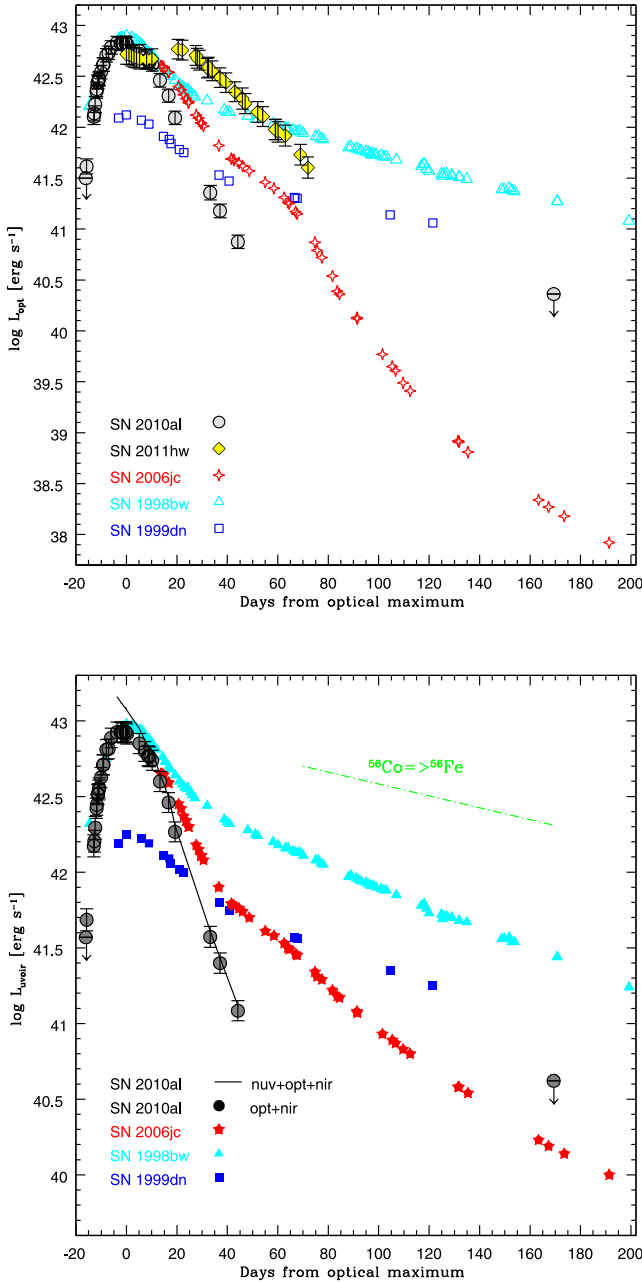 43
42.5
42
41.5
41
40.5
40
39.5
39
38.5
38
log L_opt [erg s⁻¹]
SN 2010al
SN 2011hw
SN 2006jc
SN 1998bw
SN 1999dn
-20 0 20 40 60 80 100 120 140 160 180 200
Days from optical maximum
43
42.5
42
41.5
41
40.5
40
log L_uvoir [erg s⁻¹]
⁵⁶Co=>⁵⁶Fe
SN 2010al nuv+opt+nir
SN 2010al opt+nir
SN 2006jc
SN 1998bw
SN 1999dn
-20 0 20 40 60 80 100 120 140 160 180 200
Days from optical maximum